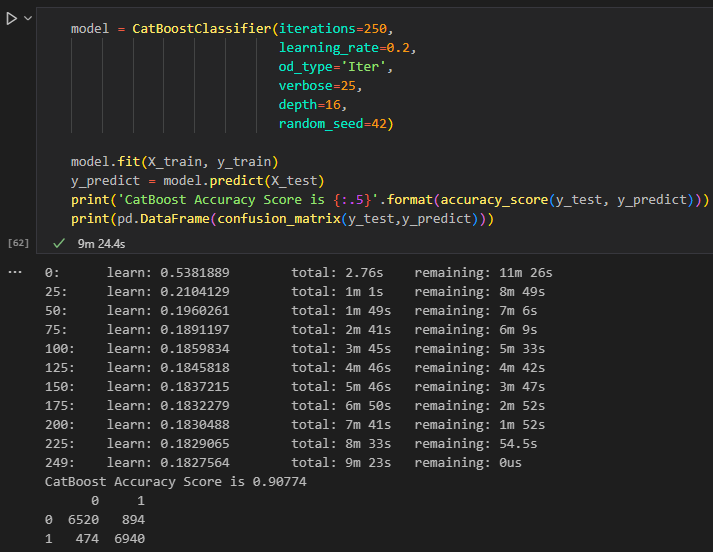 model = CatBoostClassifier(iterations=250,
learning_rate=0.2,
od_type='Iter',
verbose=25,
depth=16,
random_seed=42)
model.fit(X_train, y_train)
y_predict = model.predict(X_test)
print('CatBoost Accuracy Score is {:.5}'.format(accuracy_score(y_test, y_predict)))
print(pd.DataFrame(confusion_matrix(y_test,y_predict)))
[62] 9m 24.4s
0: learn: 0.5381889 total: 2.76s remaining: 11m 26s
25: learn: 0.2104129 total: 1m 1s remaining: 8m 49s
50: learn: 0.1960261 total: 1m 49s remaining: 7m 6s
75: learn: 0.1891197 total: 2m 41s remaining: 6m 9s
100: learn: 0.1859834 total: 3m 45s remaining: 5m 33s
125: learn: 0.1845818 total: 4m 46s remaining: 4m 42s
150: learn: 0.1837215 total: 5m 46s remaining: 3m 47s
175: learn: 0.1832279 total: 6m 50s remaining: 2m 52s
200: learn: 0.1830488 total: 7m 41s remaining: 1m 52s
225: learn: 0.1829065 total: 8m 33s remaining: 54.5s
249: learn: 0.1827564 total: 9m 23s remaining: 0us
CatBoost Accuracy Score is 0.90774
0 1
0 6520 894
1 474 6940